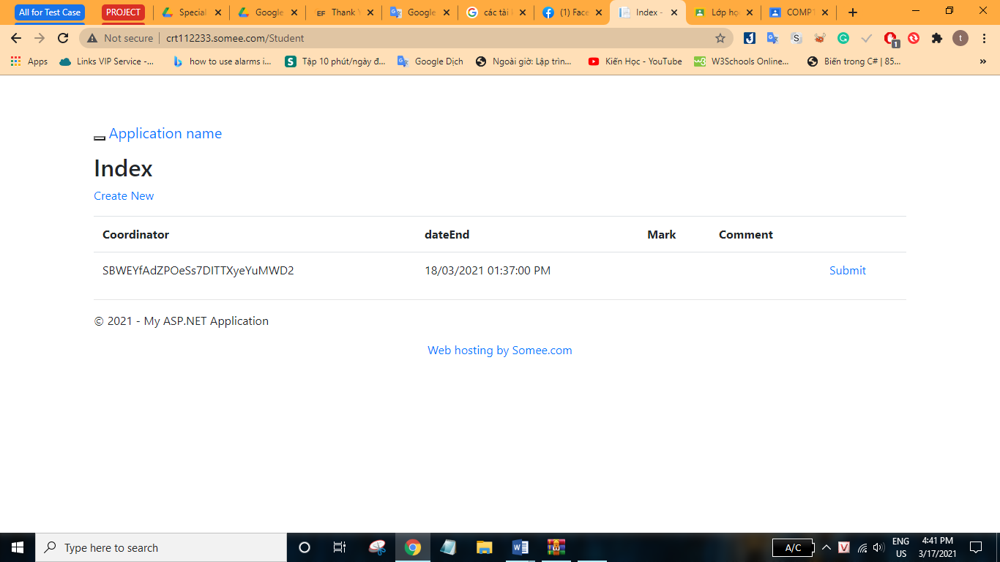 All for Test Case PROJECT Special Google Thank Google các tài (1) Face Index - Lớp họ COMP1
Not secure crt112233.somee.com/Student
Apps Links VIP Service -... how to use alarms i... Tập 10 phút/ngày đ... Google Dịch Ngoài giờ: Lập trìn... Kiến Học - YouTube W3Schools Online... Biến trong C# | 85...
Application name
Index
Create New
Coordinator dateEnd Mark Comment
SBWEYfAdZPOeSs7DITTXyeYuMWD2 18/03/2021 01:37:00 PM Submit
© 2021 - My ASP.NET Application
Web hosting by Somee.com
Type here to search A/C ENG 4:41 PM
US 3/17/2021